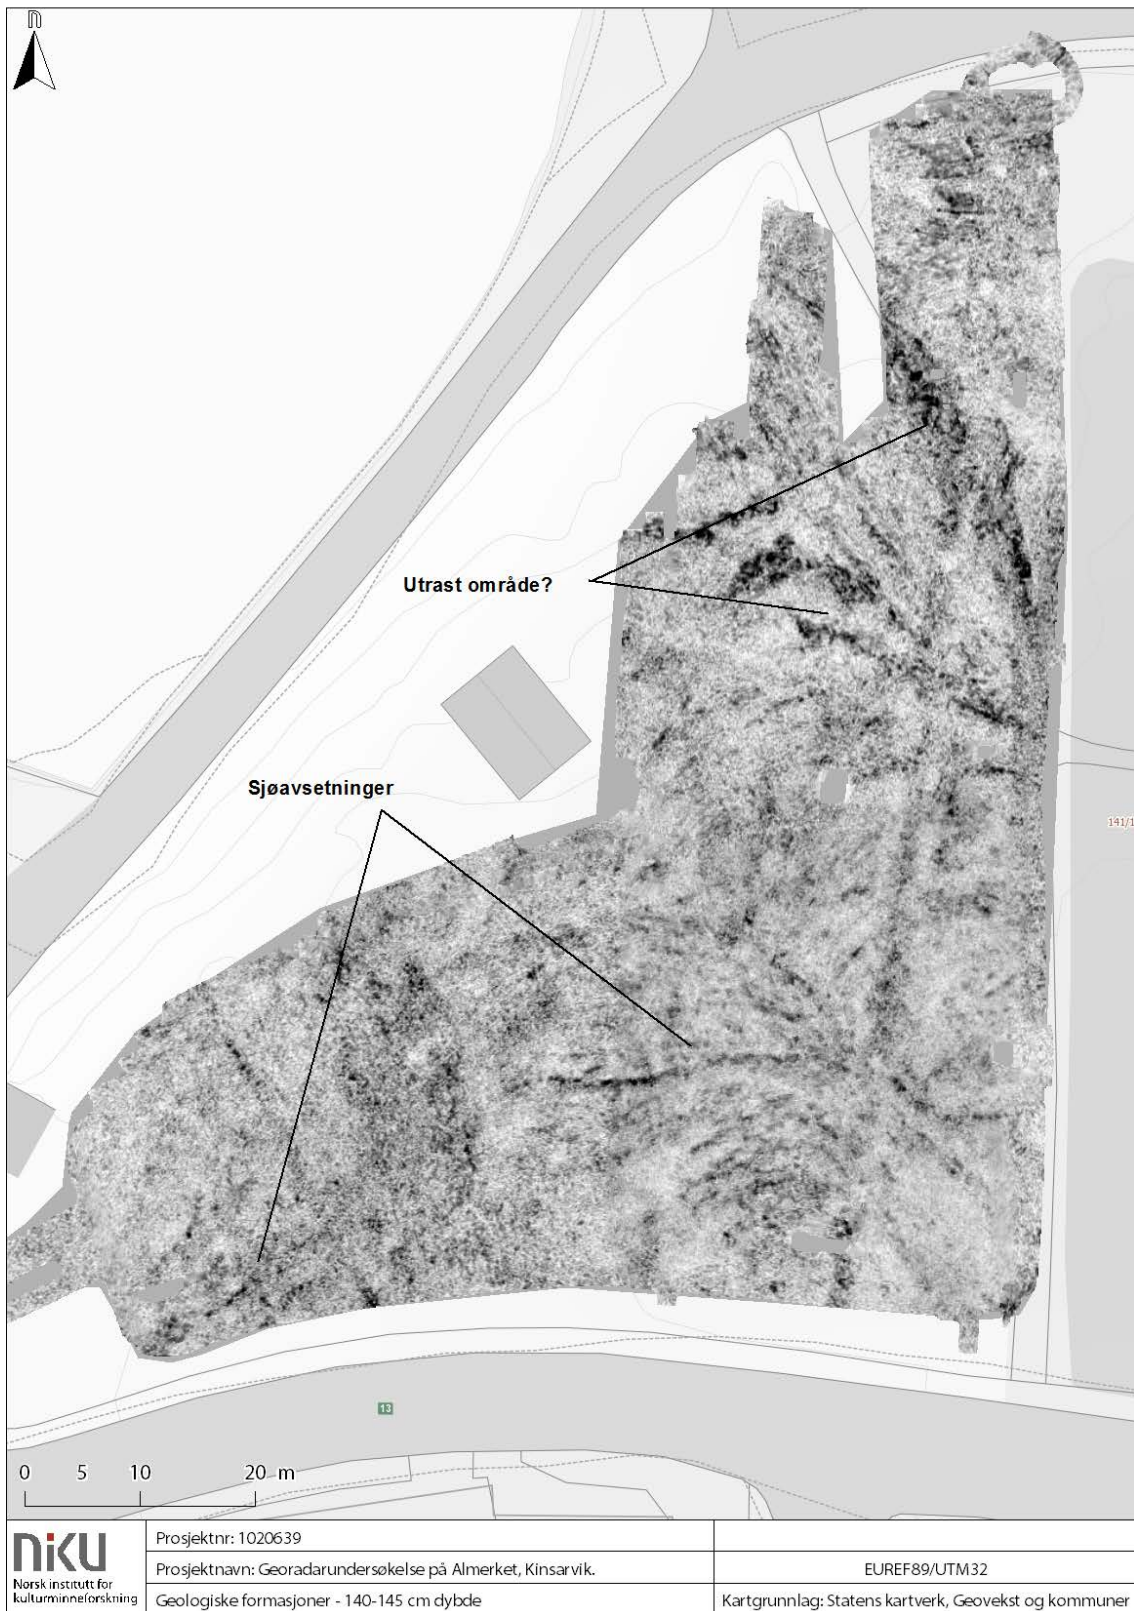 n
Utrast område?
Sjøavsetninger
141/1
13
0 5 10 20 m
niku
Norsk institutt for
kulturminneforskning
Prosjektnr: 1020639
Prosjektnavn: Georadarundersøkelse på Almerket, Kinsarvik.
EUREF89/UTM32
Geologiske formasjoner - 140-145 cm dybde
Kartgrunnlag: Statens kartverk, Geovekst og kommuner